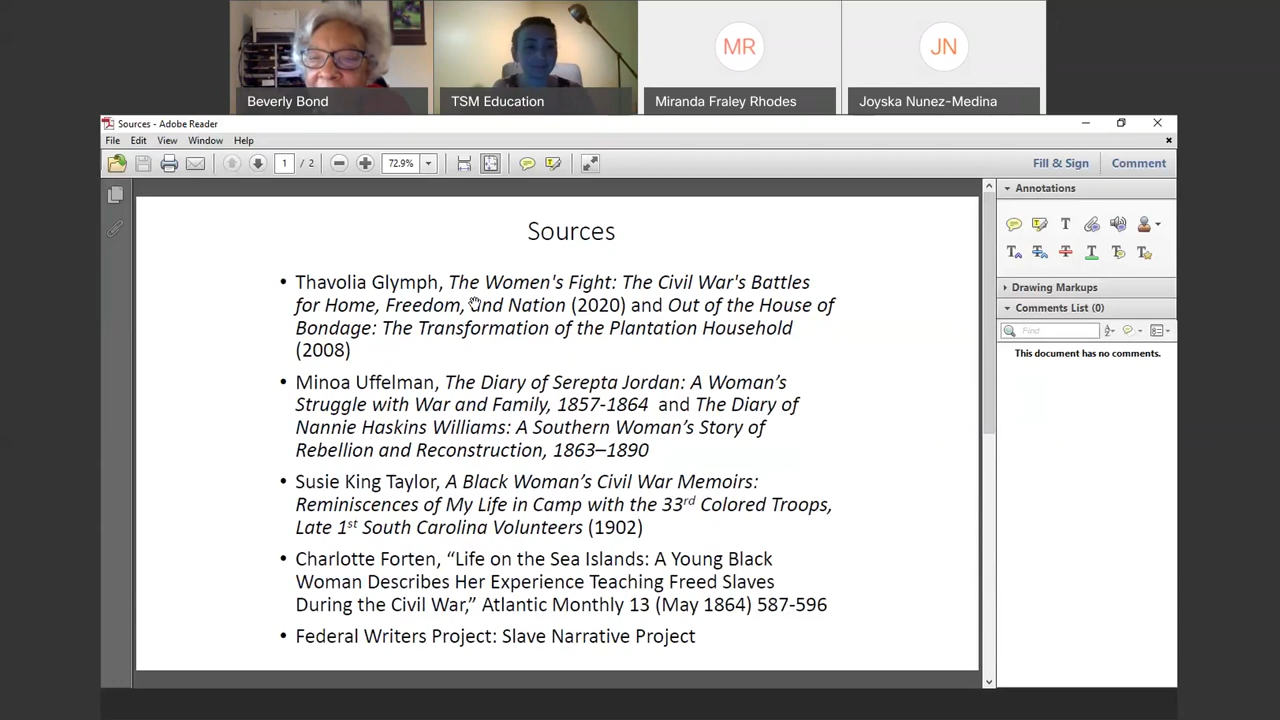 MR
JN
Beverly Bond
TSM Education
Miranda Fraley Rhodes
Joyska Nunez-Medina
Sources - Adobe Reader
File Edit View Window Help
1 / 2 72.9% Fill & Sign Comment
Annotations
Drawing Markups
Comments List (0)
Find
This document has no comments.
Sources
• Thavolia Glymph, The Women's Fight: The Civil War's Battles
for Home, Freedom, and Nation (2020) and Out of the House of
Bondage: The Transformation of the Plantation Household
(2008)
• Minoa Uffelman, The Diary of Serepta Jordan: A Woman’s
Struggle with War and Family, 1857-1864 and The Diary of
Nannie Haskins Williams: A Southern Woman’s Story of
Rebellion and Reconstruction, 1863–1890
• Susie King Taylor, A Black Woman’s Civil War Memoirs:
Reminiscences of My Life in Camp with the 33rd Colored Troops,
Late 1st South Carolina Volunteers (1902)
• Charlotte Forten, “Life on the Sea Islands: A Young Black
Woman Describes Her Experience Teaching Freed Slaves
During the Civil War,” Atlantic Monthly 13 (May 1864) 587-596
• Federal Writers Project: Slave Narrative Project